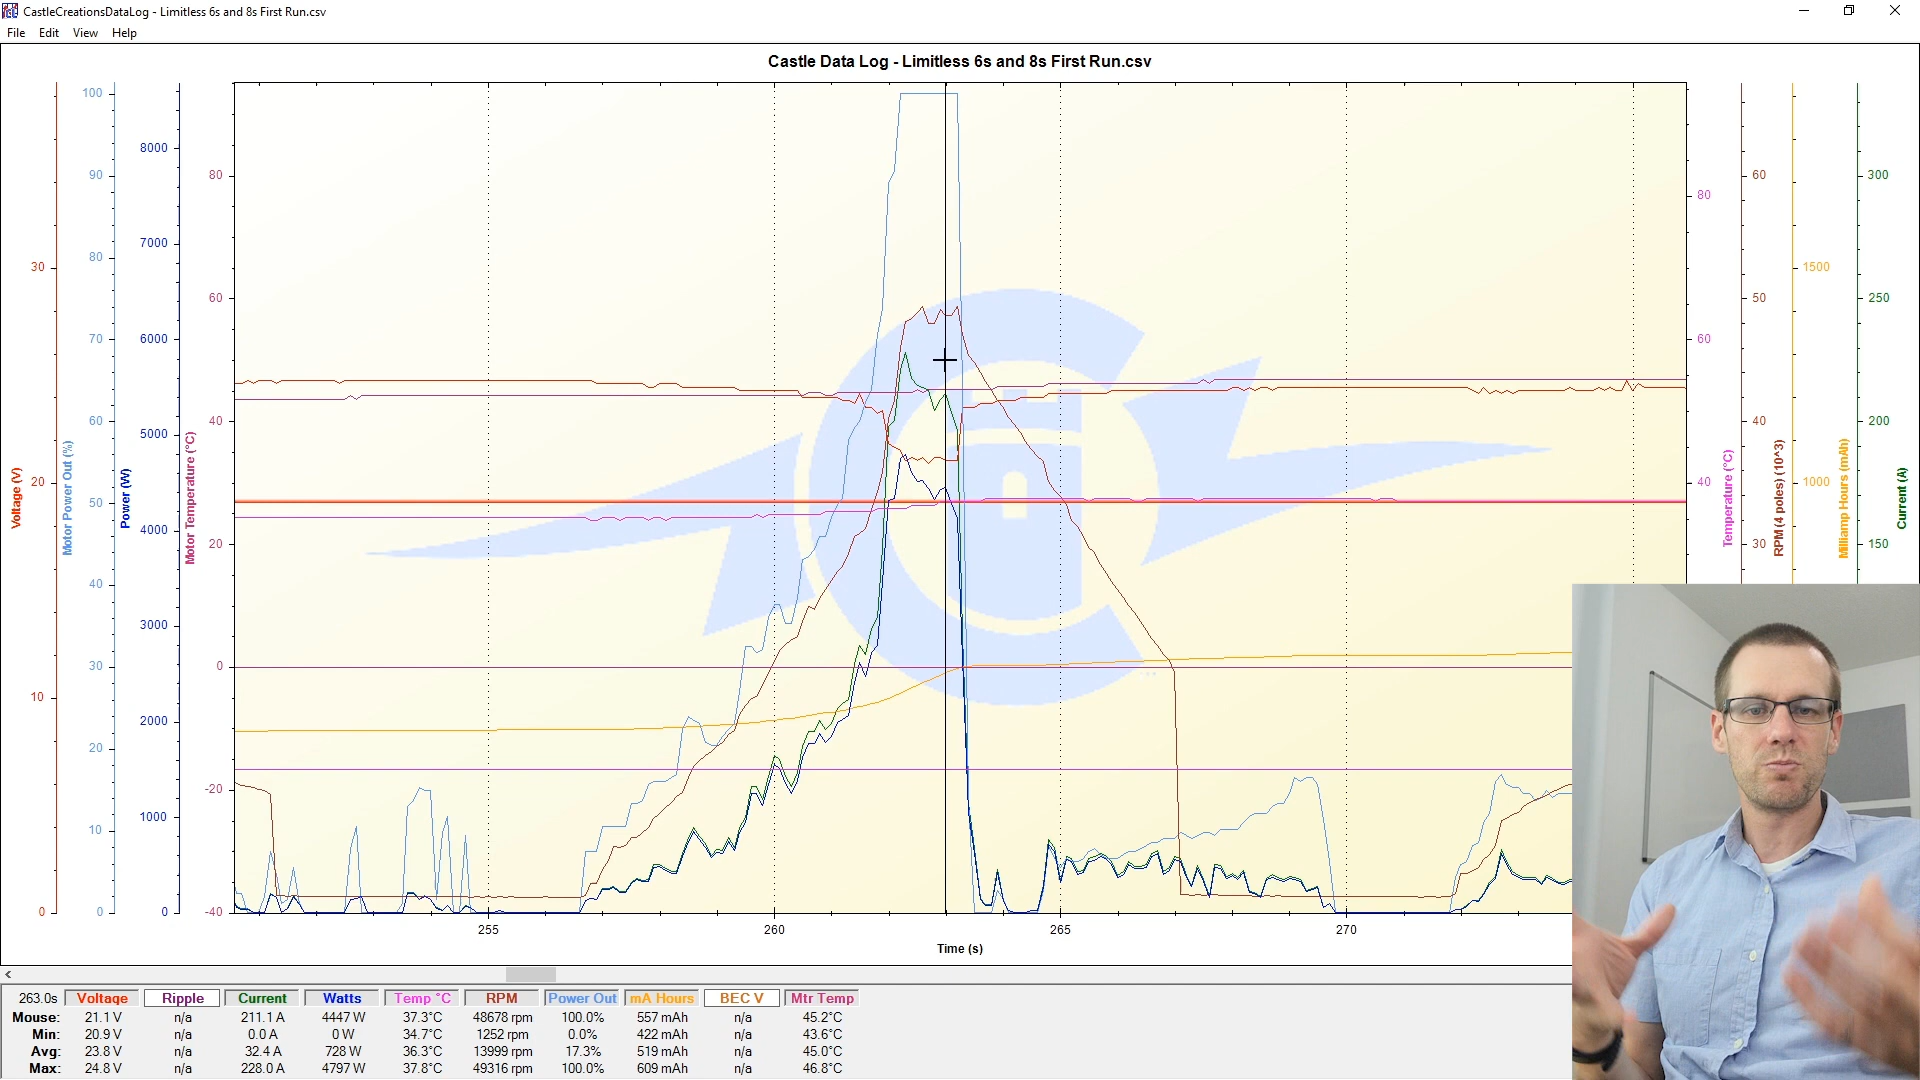 CastleCreationsDataLog - Limitless 6s and 8s First Run.csv
File Edit View Help
Castle Data Log - Limitless 6s and 8s First Run.csv
100
90
80
70
60
50
40
30
20
10
0
8000
7000
6000
5000
4000
3000
2000
1000
0
80
60
40
20
0
-20
-40
30
20
10
0
Voltage (V)
Motor Power Out (%)
Power (W)
Motor Temperature (°C)
80
60
40
60
50
40
30
1500
1000
300
250
200
150
Temperature (°C)
RPM(4 poles) (10^3)
Milliamp Hours (mAh)
Current (A)
255 260 265 270
Time (s)
263.0s Voltage Ripple Current Watts Temp °C RPM Power Out mA Hours BEC V Mtr Temp
Mouse: 21.1 V n/a 211.1 A 4447 W 37.3°C 48678 rpm 100.0% 557 mAh n/a 45.2°C
Min: 20.9 V n/a 0.0 A 0 W 34.7°C 1252 rpm 0.0% 422 mAh n/a 43.6°C
Avg: 23.8 V n/a 32.4 A 728 W 36.3°C 13999 rpm 17.3% 519 mAh n/a 45.0°C
Max: 24.8 V n/a 228.0 A 4797 W 37.8°C 49316 rpm 100.0% 609 mAh n/a 46.8°C